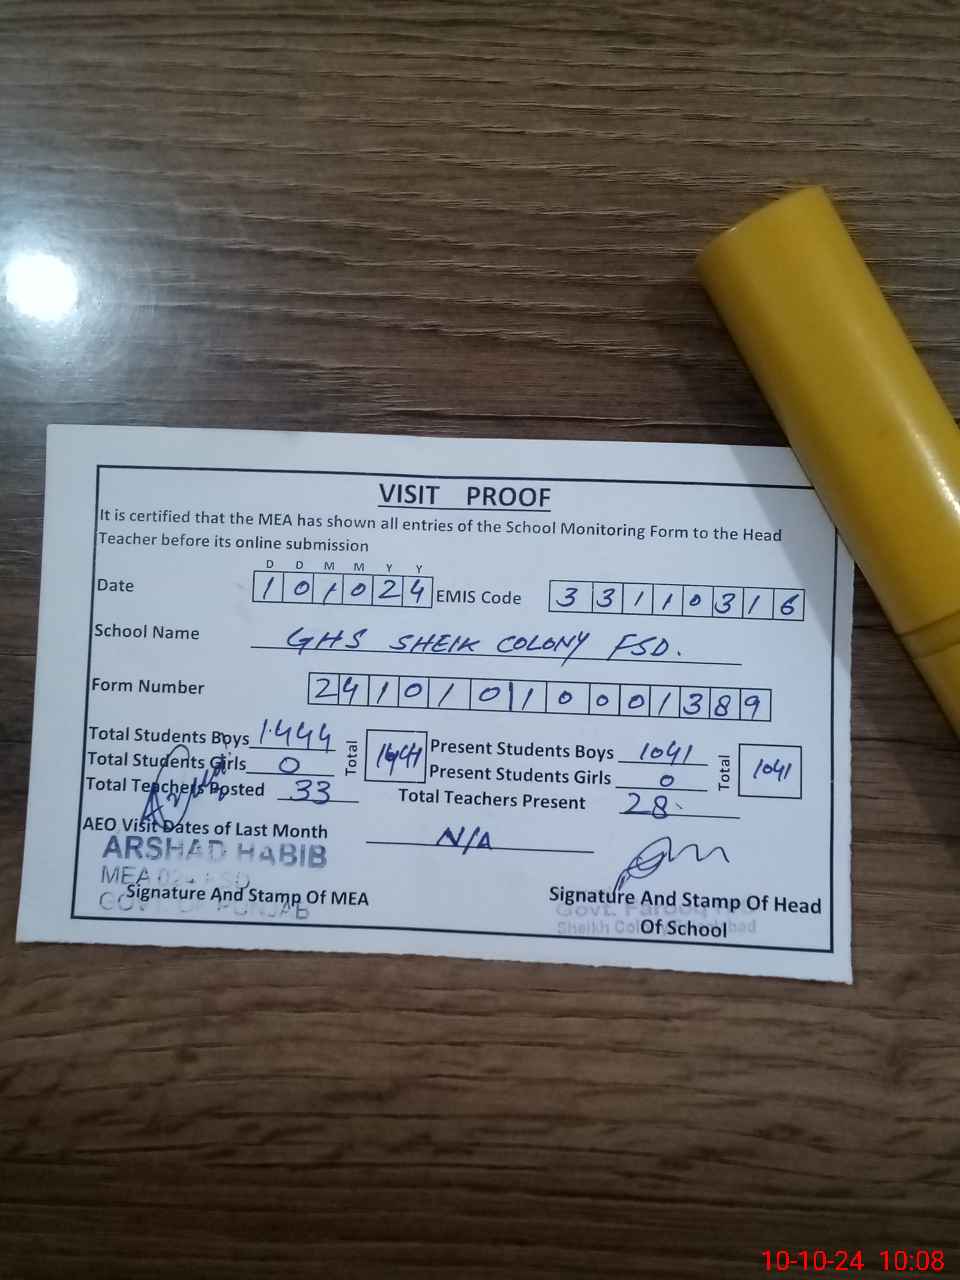 VISIT PROOF
It is certified that the MEA has shown all entries of the School Monitoring Form to the Head
Teacher before its online submission
D D M M Y Y
Date 1 0 1 0 2 4 EMIS Code 3 3 1 1 0 3 1 6
School Name GHS SHEIK COLONY FSD.
Form Number 2 4 1 0 1 0 1 0 0 0 1 3 8 9
Total Students Boys 1444 Total 1444 Present Students Boys 1041 Total 1041
Total Students Girls 0 Present Students Girls 0
Total Teachers Posted 33 Total Teachers Present 28
AEO Visit Dates of Last Month N/A
ARSHAD HABIB
MEA
Signature And Stamp Of MEA Signature And Stamp Of Head
GOVT OF PUNJAB Govt.
Sheikh Of School
10-10-24 10:08